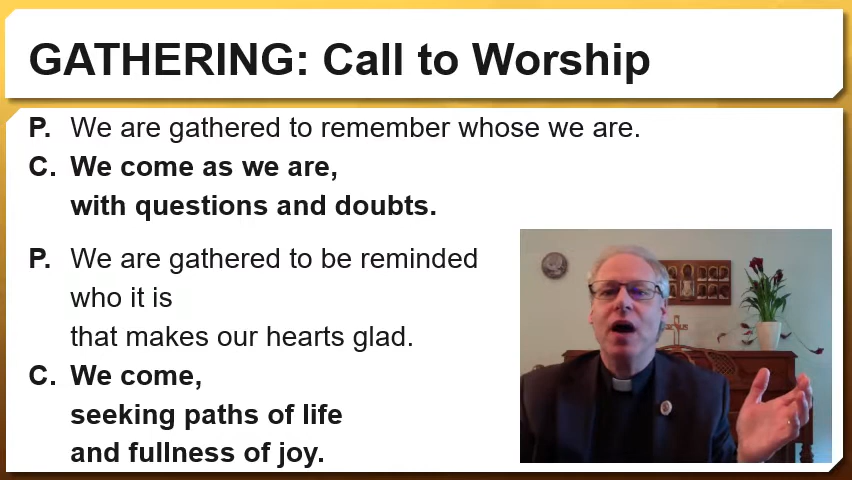 GATHERING: Call to Worship
P. We are gathered to remember whose we are.
C. We come as we are,
with questions and doubts.
P. We are gathered to be reminded
who it is
that makes our hearts glad.
C. We come,
seeking paths of life
and fullness of joy.